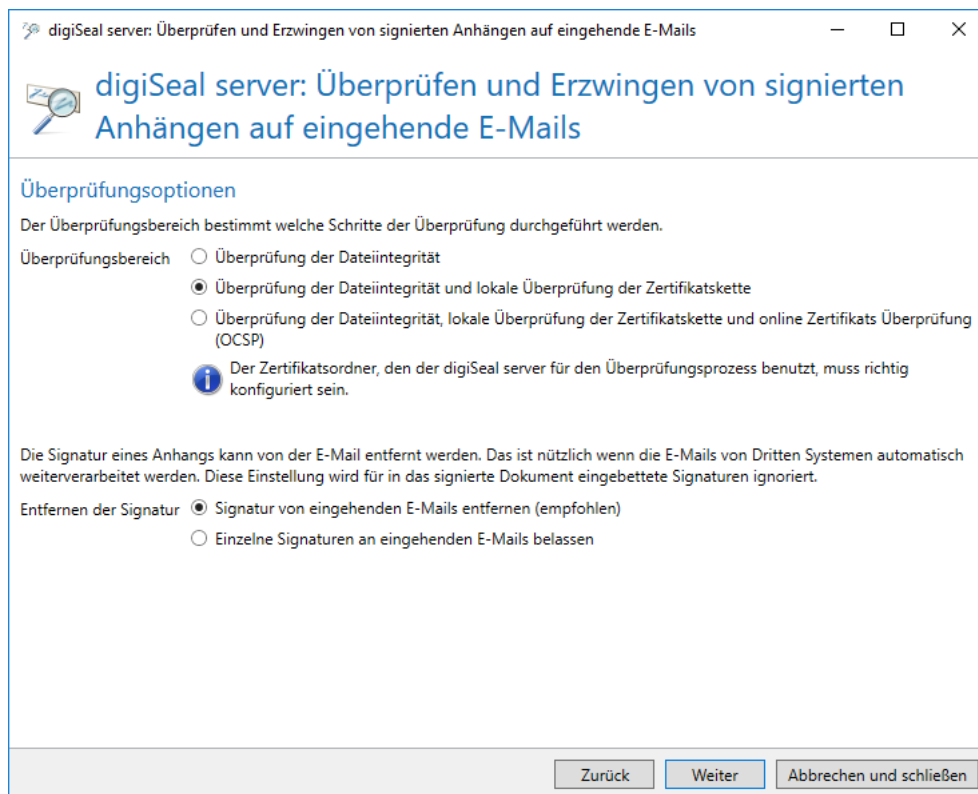 digiSeal server: Überprüfen und Erzwingen von signierten Anhängen auf eingehende E-Mails
digiSeal server: Überprüfen und Erzwingen von signierten
Anhängen auf eingehende E-Mails
Überprüfungsoptionen
Der Überprüfungsbereich bestimmt welche Schritte der Überprüfung durchgeführt werden.
Überprüfungsbereich
Überprüfung der Dateiintegrität
Überprüfung der Dateiintegrität und lokale Überprüfung der Zertifikatskette
Überprüfung der Dateiintegrität, lokale Überprüfung der Zertifikatskette und online Zertifikats Überprüfung
(OCSP)
Der Zertifikatsordner, den der digiSeal server für den Überprüfungsprozess benutzt, muss richtig
konfiguriert sein.
Die Signatur eines Anhangs kann von der E-Mail entfernt werden. Das ist nützlich wenn die E-Mails von Dritten Systemen automatisch
weiterverarbeitet werden. Diese Einstellung wird für in das signierte Dokument eingebettete Signaturen ignoriert.
Entfernen der Signatur
Signatur von eingehenden E-Mails entfernen (empfohlen)
Einzelne Signaturen an eingehenden E-Mails belassen
Zurück
Weiter
Abbrechen und schließen